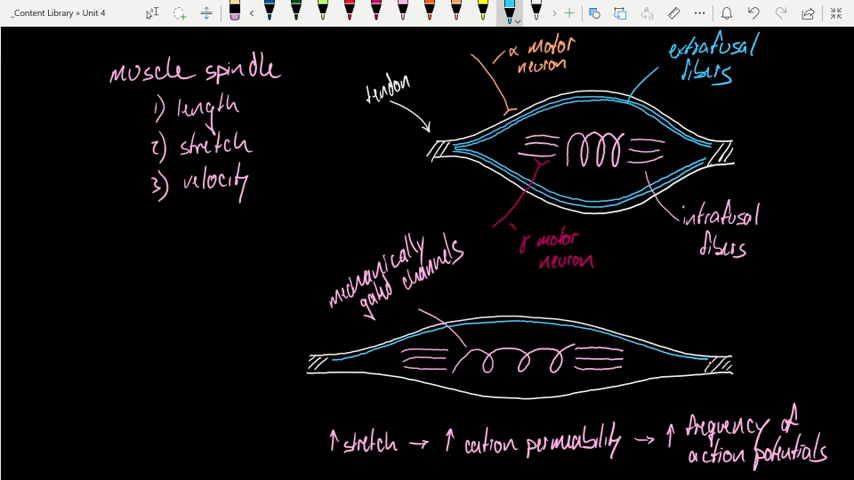 _Content Library » Unit 4
muscle spindle
1) length
2) stretch
3) velocity
tendon
α motor
neuron
extrafusal
fibers
intrafusal
fibers
γ motor
neuron
mechanically
gated channels
↑ stretch → ↑ cation permeability → ↑ frequency of
action potentials